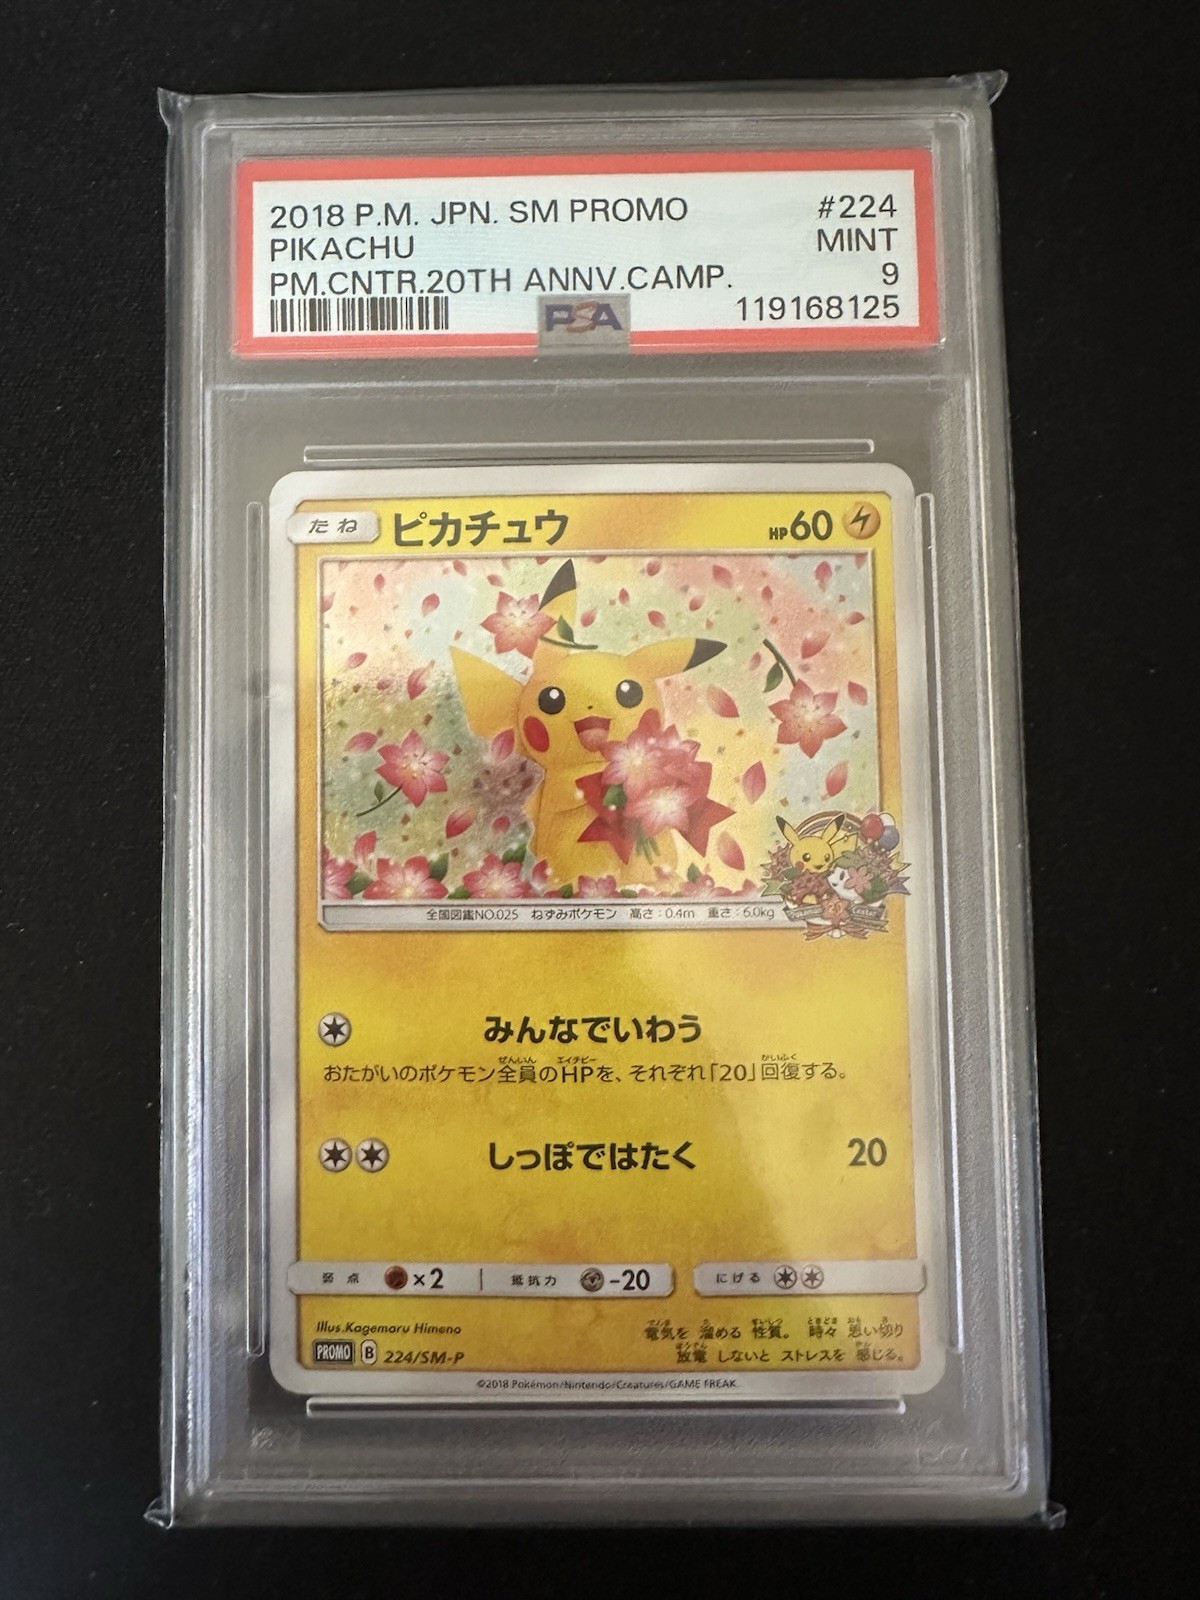 2018 P.M. JPN. SM PROMO #224
PIKACHU MINT
PM.CNTR.20TH ANNV.CAMP. 9
PSA 119168125
たね ピカチュウ HP60
全国図鑑NO.025 ねずみポケモン 高さ:0.4m 重さ:6.0kg
みんなでいわう
おたがいのポケモン全員のHPを、それぞれ「20」回復する。
しっぽではたく 20
弱点 ×2 抵抗力 -20 にげる
Illus.Kagemaru Himeno
電気を 溜める 性質。 時々 思い切り
放電 しないと ストレスを 感じる。
PROMO B 224/SM-P
©2018 Pokémon/Nintendo/Creatures/GAME FREAK.